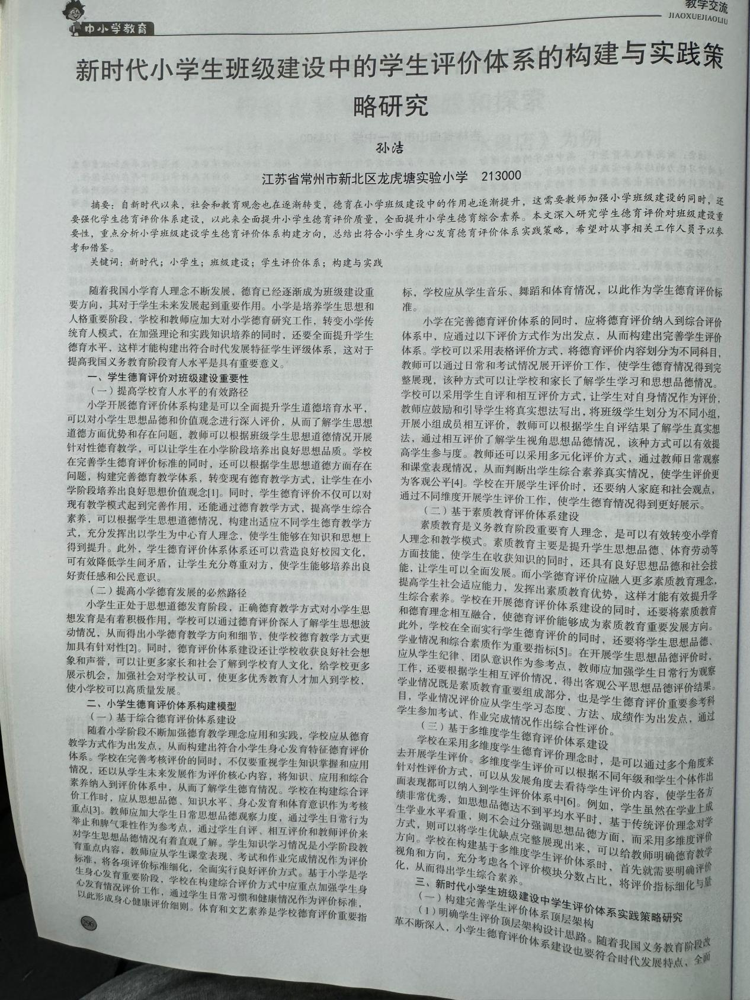 中小学教育
教学交流
JIAOXUEJIAOLIU
新时代小学生班级建设中的学生评价体系的构建与实践策
略研究
孙洁
江苏省常州市新北区龙虎塘实验小学 213000
摘要：自新时代以来，社会和教育观念也在逐渐转变，德育在小学班级建设中的作用也逐渐提升，这需要教师加强小学班级建设的同时，还
要强化学生德育评价体系建设，以此来全面提升小学生德育评价质量，全面提升小学生德育综合素养。本文深入研究学生德育评价对班级建设重
要性，重点分析小学班级建设学生德育评价体系构建方向，总结出符合小学生身心发育德育评价体系实践策略，希望对从事相关工作人员予以参
考和借鉴。
关键词：新时代；小学生；班级建设；学生评价体系；构建与实践
随着我国小学育人理念不断发展，德育已经逐渐成为班级建设重
要方向，其对于学生未来发展起到重要作用。小学是培养学生思想和
人格重要阶段，学校和教师应加大对小学德育研究工作，转变小学传
统育人模式，在加强理论和实践知识培养的同时，还要全面提升学生
德育水平，这样才能构建出符合时代发展特征学生评级体系，这对于
提高我国义务教育阶段育人水平是具有重要意义。
一、学生德育评价对班级建设重要性
（一）提高学校育人水平的有效路径
小学开展德育评价体系构建是可以全面提升学生道德培育水平，
可以对小学生思想品德和价值观念进行深入评价，从而了解学生思想
道德方面优势和存在问题，教师可以根据班级学生思想道德情况开展
针对性德育教学，可以让学生在小学阶段培养出良好思想品质。学校
在完善学生德育评价标准的同时，还可以根据学生思想道德方面存在
问题，构建完善德育教学体系，转变现有德育教学方式，让学生在小
学阶段培养出良好思想价值观念[1]。同时，学生德育评价不仅可以对
现有教学模式起到完善作用，还能通过德育教学方式，提高学生综合
素养，可以根据学生思想道德情况，构建出适应不同学生德育教学方
式，充分发挥出以学生为中心育人理念，使学生能够在知识和思想上
得到提升。此外，学生德育评价体系体系还可以营造良好校园文化，
可有效降低学生间矛盾，让学生充分尊重对方，使学生能够培养出良
好责任感和公民意识。
（二）提高小学德育发展的必然路径
小学生正处于思想道德发育阶段，正确德育教学方式对小学生思
想发育是有着积极作用，学校可以通过德育评价深入了解学生思想波
动情况，从而得出小学德育教学方向和细节，使学校德育教学方式更
加具有针对性[2]。同时，德育评价体系建设还让学校收获良好社会想
象和声誉，可以让更多家长和社会了解到学校育人文化，给学校更多
展示机会，加强社会对学校认可，使更多优秀教育人才加入到学校，
使小学校可以高质量发展。
二、小学生德育评价体系构建模型
（一）基于综合德育评价体系建设
随着小学阶段不断加强德育教学理念应用和实践，学校应从德育
教学方式作为出发点，从而构建出符合小学生身心发育特征德育评价
体系。学校在完善考核评价的同时，不仅要重视学生知识掌握和应用
情况，还以从学生未来发展作为评价核心内容，将知识、应用和综合
素养纳入到评价体系中，从而了解学生德育情况。学校在构建综合评
价工作时，应从思想品德、知识水平、身心发育和体育意识作为考核
重点[3]。教师应加大学生日常思想品德观察力度，通过学生日常行为
举止和脾气秉性作为参考点，通过学生自评、相互评价和教师评价来
对学生思想品德情况有着直观了解。学生知识学习情况是小学阶段教
育重点内容，教师应从学生课堂表现、考试和作业完成情况作为评价
标准，将各项评价标准细化，全面实行良好评价方式。基于小学是学
生身心发育重要阶段，学校在构建综合评价方式中应重点加强学生身
心发育情况评价工作，通过学生日常习惯和健康情况作为评价标准，
以此形成身心健康评价细则。体育和文艺素养是学校德育评价重要指
296
标，学校应从学生音乐、舞蹈和体育情况，以此作为学生德育评价标
准。
小学在完善德育评价体系的同时，应将德育评价纳入到综合评价
体系中，应通过以下评价方式作为出发点，从而构建出完善学生评价
体系。学校可以采用表格评价方式，将德育评价内容划分为不同科目，
教师可以通过日常和考试情况展开评价工作，使学生德育情况得到完
整展现，该种方式可以让学校和家长了解学生学习和思想品德情况。
学校可以采用学生自评和相互评价方式，让学生对自身情况作为评价，
教师应鼓励和引导学生将真实想法写出，将班级学生划分为不同小组，
开展小组成员相互评价，教师可以根据学生自评结果了解学生真实想
法，通过相互评价了解学生视角思想品德情况，该种方式可以有效提
高学生参与度。教师还可以采用多元化评价方式，通过教师日常观察
和课堂表现情况，从而判断出学生综合素养真实情况，使学生评价更
为客观公平[4]。学校在开展学生评价时，还要纳入家庭和社会观点，
通过不同维度开展学生评价工作，使学生德育情况得到更好展示。
（二）基于素质教育评价体系建设
素质教育是义务教育阶段重要育人理念，是可以有效转变小学育
人理念和教学模式。素质教育主要是提升学生思想品德、体育劳动等
方面技能，使学生在收获知识的同时，还具有良好思想品德和社会技
能，让学生可以全面发展。而小学德育评价应融入更多素质教育理念，
提高学生社会适应能力，发挥出素质教育优势，这样才能有效提升学
生综合素养。学校在开展德育评价体系建设的同时，还要将素质教育
和德育理念相互融合，使德育评价能够成为素质教育重要发展方向。
此外，学校在全面实行学生德育评价的同时，还要将学生思想品德、
学业情况和综合素质作为重要指标[5]。在开展学生思想品德评价时，
应从学生纪律、团队意识作为参考点，教师应加强学生日常行为观察
工作，还要根据学生相互评价情况，得出客观公平思想品德评价结果。
学业情况既是素质教育重要组成部分，也是学生德育评价重要参考科
目，学业情况评价应从学生学习态度、方法、成绩作为出发点，通过
学生参加考试、作业完成情况作出综合性评价。
（三）基于多维度学生德育评价体系建设
学校在采用多维度学生德育评价理念时，是可以通过多个角度来
去开展学生评价。多维度学生评价可以根据不同年级和学生个体作出
针对性评价方式，可以从发展角度去看待学生评价内容，使学生各方
面表现都可以纳入到学生评价体系中[6]。例如，学生虽然在学业上成
绩非常优秀，如思想品德达不到平均水平时，基于传统评价理念对学
生学业水平看重，则不会过分强调思想品德方面，而采用多维度评价
方式，则可以将学生优缺点完整展现出来，可以给教师明确德育教学
方向。学校在构建基于多维度学生评价体系时，首先就需要明确评价
视角和方向，充分考虑各个评价模块分数占比，将评价指标细化与量
化，从而得出学生综合素养。
三、新时代小学生班级建设中学生评价体系实践策略研究
（一）构建完善学生评价体系顶层架构
（1）明确学生评价顶层架构设计思路。随着我国义务教育阶段改
革不断深入，小学生德育评价体系建设也要符合时代发展特点，全面